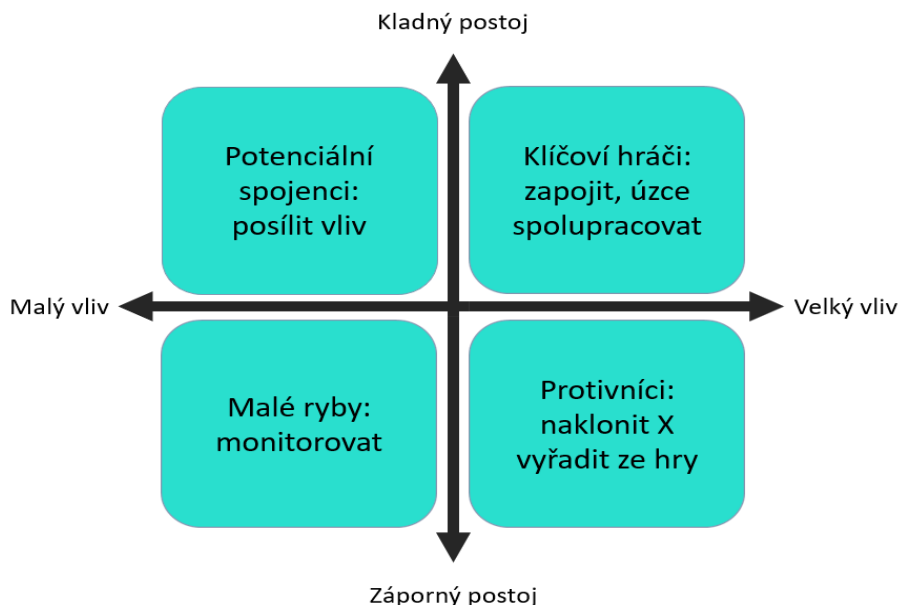 Kladný postoj
Potenciální
spojenci:
posílit vliv
Klíčoví hráči:
zapojit, úzce
spolupracovat
Malý vliv
Velký vliv
Malé ryby:
monitorovat
Protivníci:
naklonit X
vyřadit ze hry
Záporný postoj